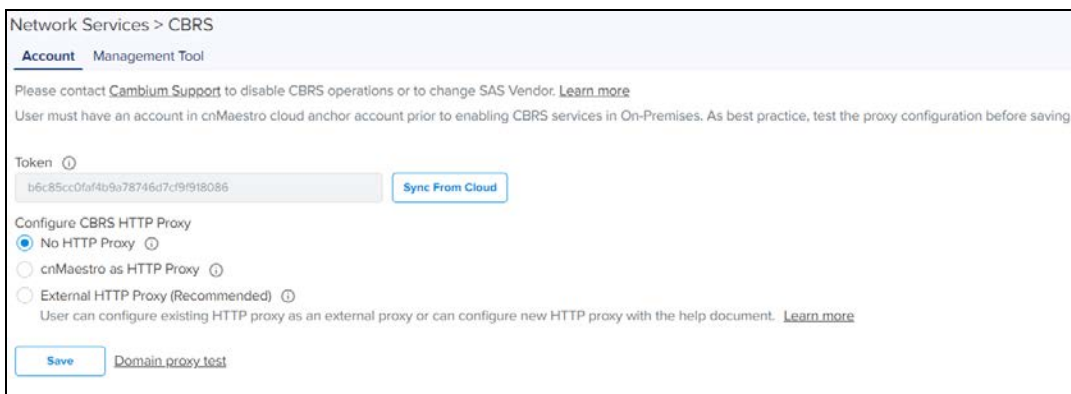 Network Services > CBRS
Account Management Tool
Please contact Cambium Support to disable CBRS operations or to change SAS Vendor. Learn more
User must have an account in cnMaestro cloud anchor account prior to enabling CBRS services in On-Premises. As best practice, test the proxy configuration before saving
Token
b6c85cc0faf4b9a78746d7cf9f918086
Sync From Cloud
Configure CBRS HTTP Proxy
No HTTP Proxy
cnMaestro as HTTP Proxy
External HTTP Proxy (Recommended)
User can configure existing HTTP proxy as an external proxy or can configure new HTTP proxy with the help document. Learn more
Save Domain proxy test